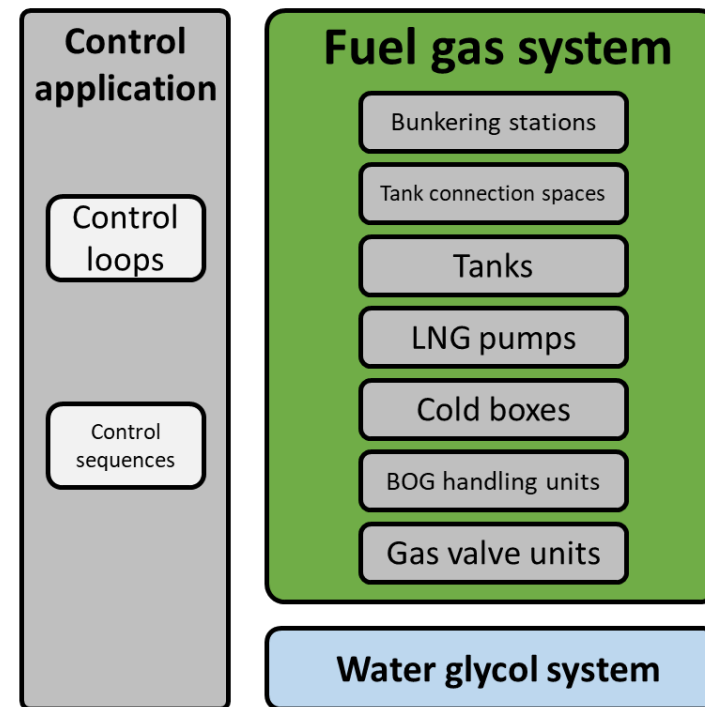 Control
application
Control
loops
Control
sequences
Fuel gas system
Bunkering stations
Tank connection spaces
Tanks
LNG pumps
Cold boxes
BOG handling units
Gas valve units
Water glycol system